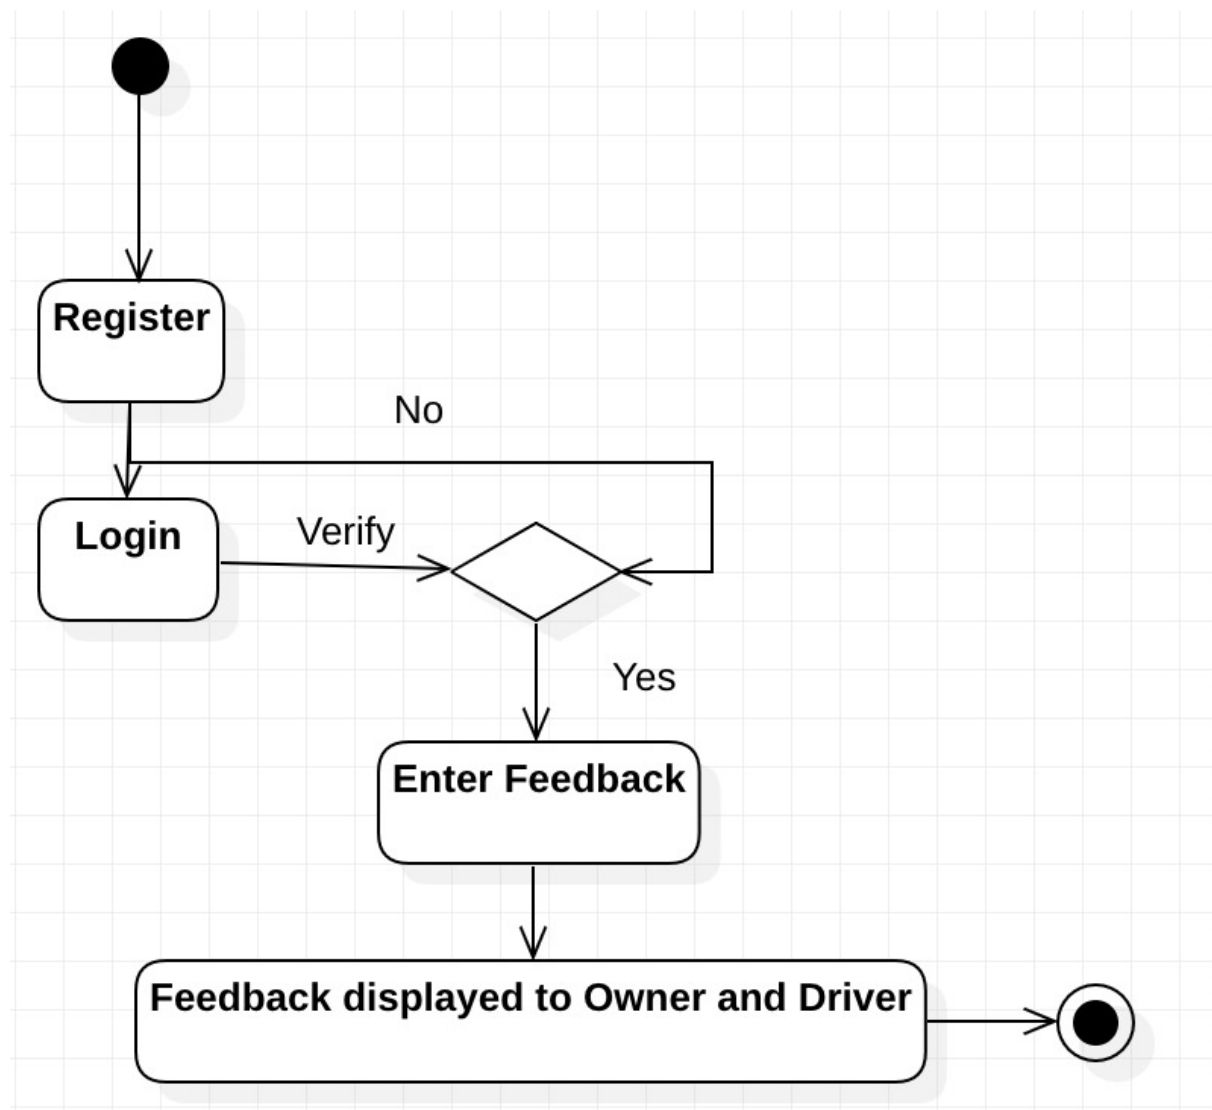 Register
No
Login
Verify
Yes
Enter Feedback
Feedback displayed to Owner and Driver